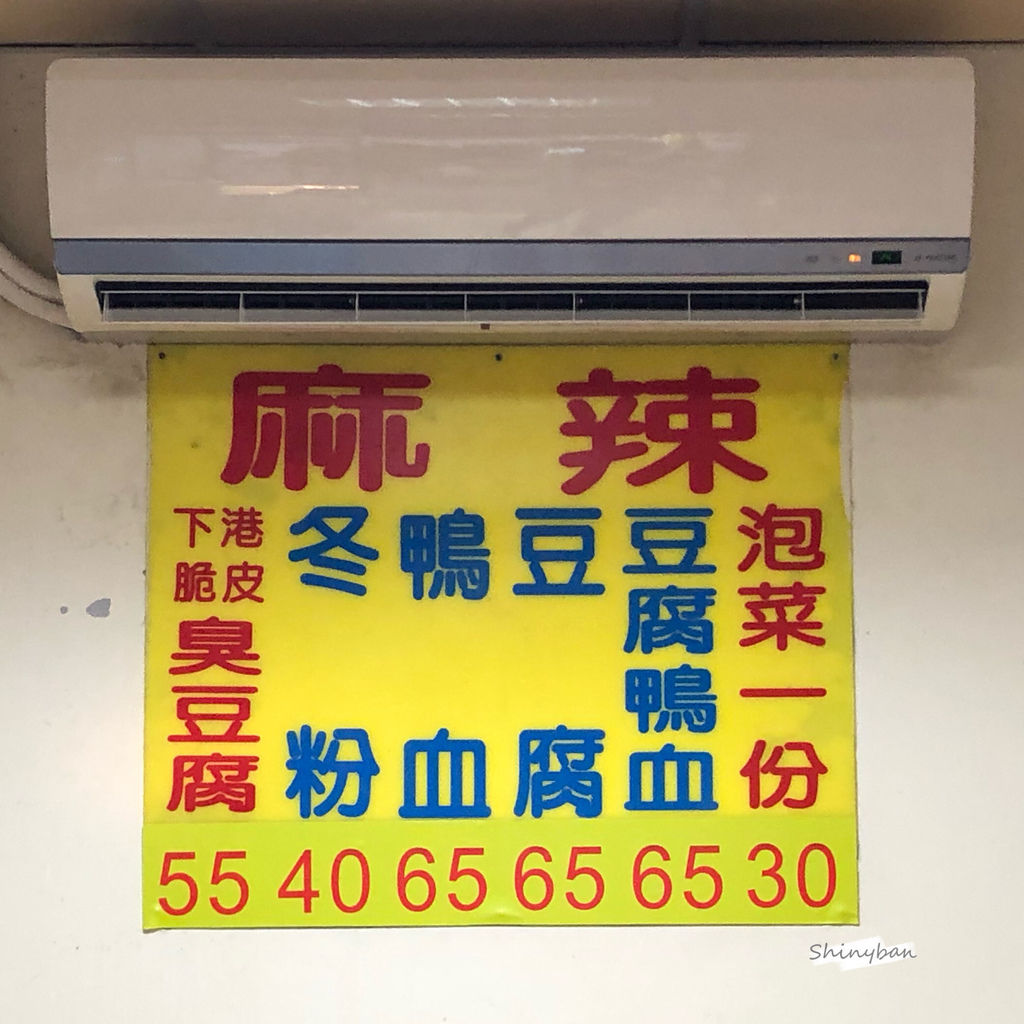 麻辣
泡菜一份
豆腐鴨血
豆腐
鴨血
冬粉
下港脆皮臭豆腐
55 40 65 65 65 30
Shinyban